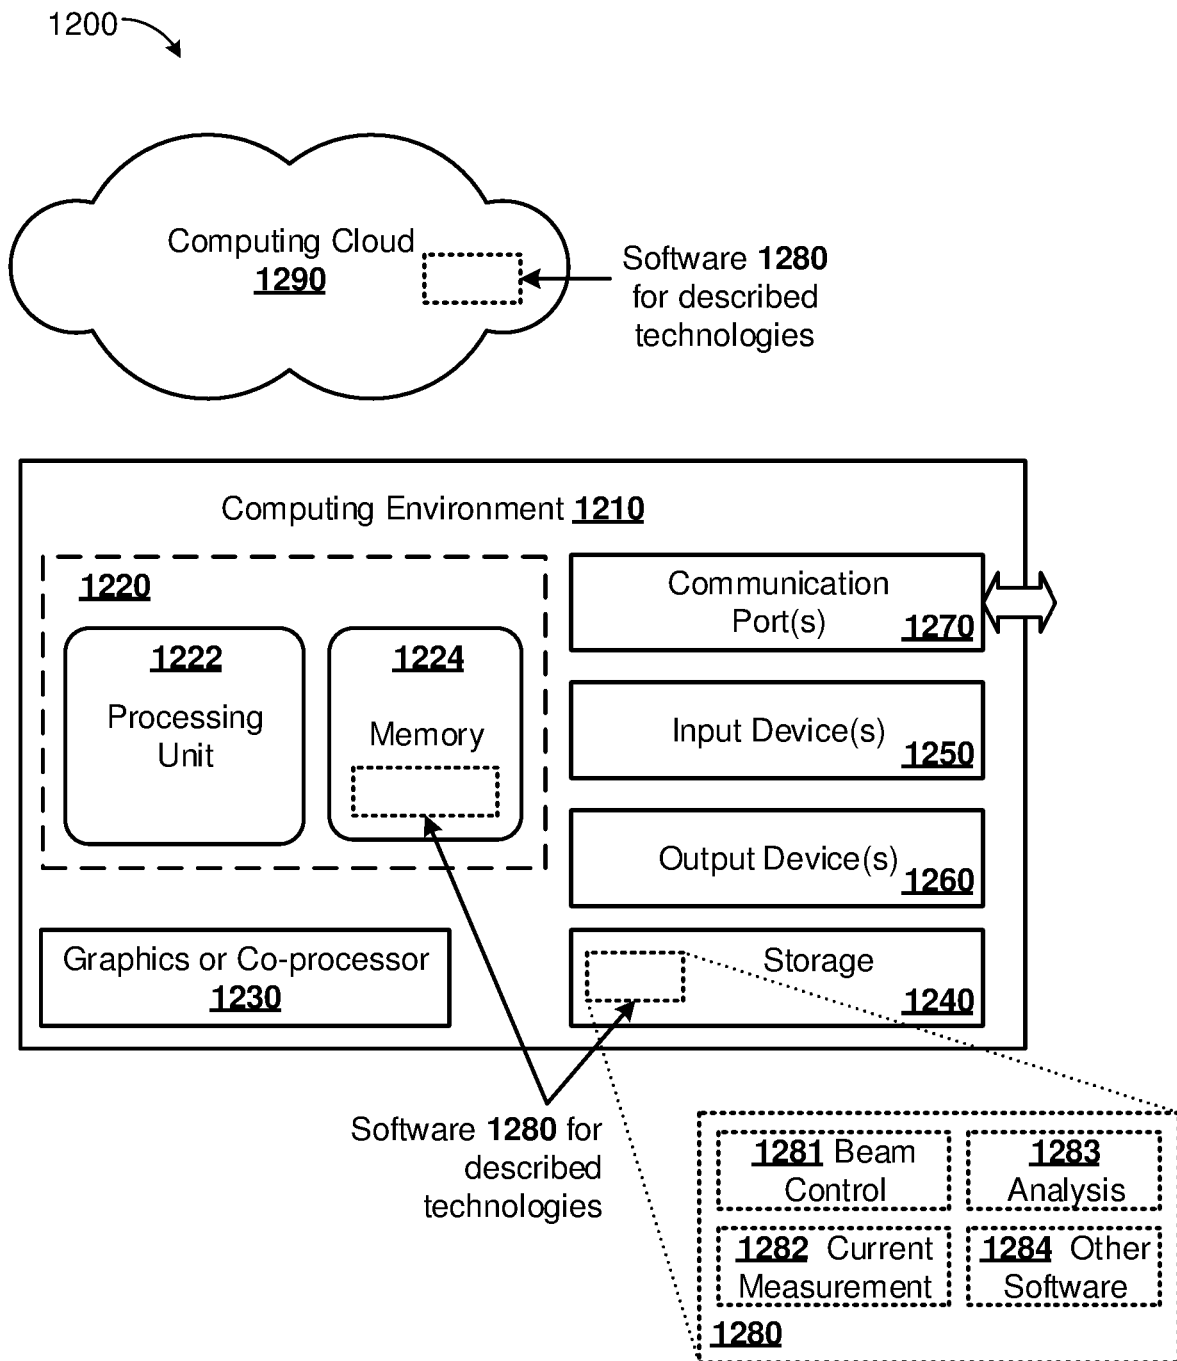 1200
Computing Cloud
1290
Software 1280
for described
technologies
Computing Environment 1210
1220
1222
Processing
Unit
1224
Memory
Communication
Port(s)
1270
Input Device(s)
1250
Output Device(s)
1260
Graphics or Co-processor
1230
Storage
1240
Software 1280 for
described
technologies
1281 Beam
Control
1283
Analysis
1282 Current
Measurement
1284 Other
Software
1280